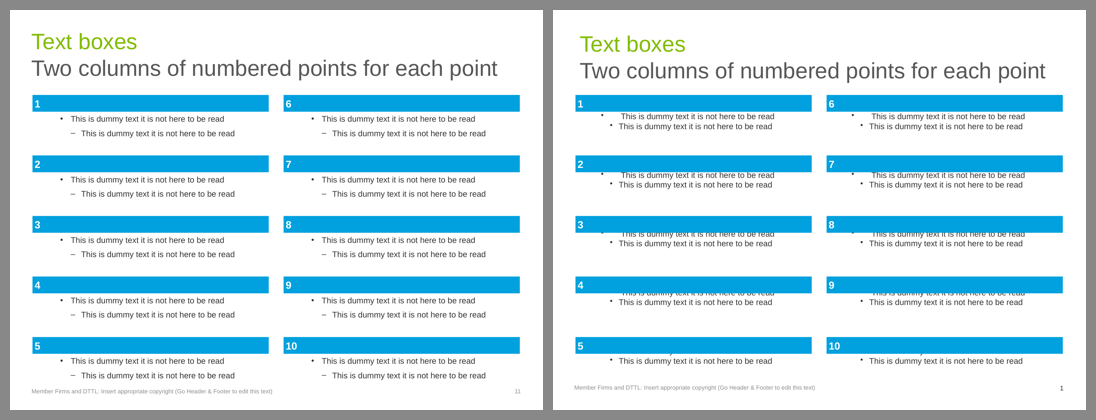 Text boxes
Two columns of numbered points for each point
1
• This is dummy text it is not here to be read
– This is dummy text it is not here to be read
2
• This is dummy text it is not here to be read
– This is dummy text it is not here to be read
3
• This is dummy text it is not here to be read
– This is dummy text it is not here to be read
4
• This is dummy text it is not here to be read
– This is dummy text it is not here to be read
5
• This is dummy text it is not here to be read
– This is dummy text it is not here to be read
6
• This is dummy text it is not here to be read
– This is dummy text it is not here to be read
7
• This is dummy text it is not here to be read
– This is dummy text it is not here to be read
8
• This is dummy text it is not here to be read
– This is dummy text it is not here to be read
9
• This is dummy text it is not here to be read
– This is dummy text it is not here to be read
10
• This is dummy text it is not here to be read
– This is dummy text it is not here to be read
Member Firms and DTTL: Insert appropriate copyright (Go Header & Footer to edit this text)
11
Text boxes
Two columns of numbered points for each point
1
• This is dummy text it is not here to be read
• This is dummy text it is not here to be read
2
• This is dummy text it is not here to be read
• This is dummy text it is not here to be read
3
• This is dummy text it is not here to be read
• This is dummy text it is not here to be read
4
• This is dummy text it is not here to be read
5
• This is dummy text it is not here to be read
6
• This is dummy text it is not here to be read
• This is dummy text it is not here to be read
7
• This is dummy text it is not here to be read
• This is dummy text it is not here to be read
8
• This is dummy text it is not here to be read
• This is dummy text it is not here to be read
9
• This is dummy text it is not here to be read
10
• This is dummy text it is not here to be read
Member Firms and DTTL: Insert appropriate copyright (Go Header & Footer to edit this text)
1